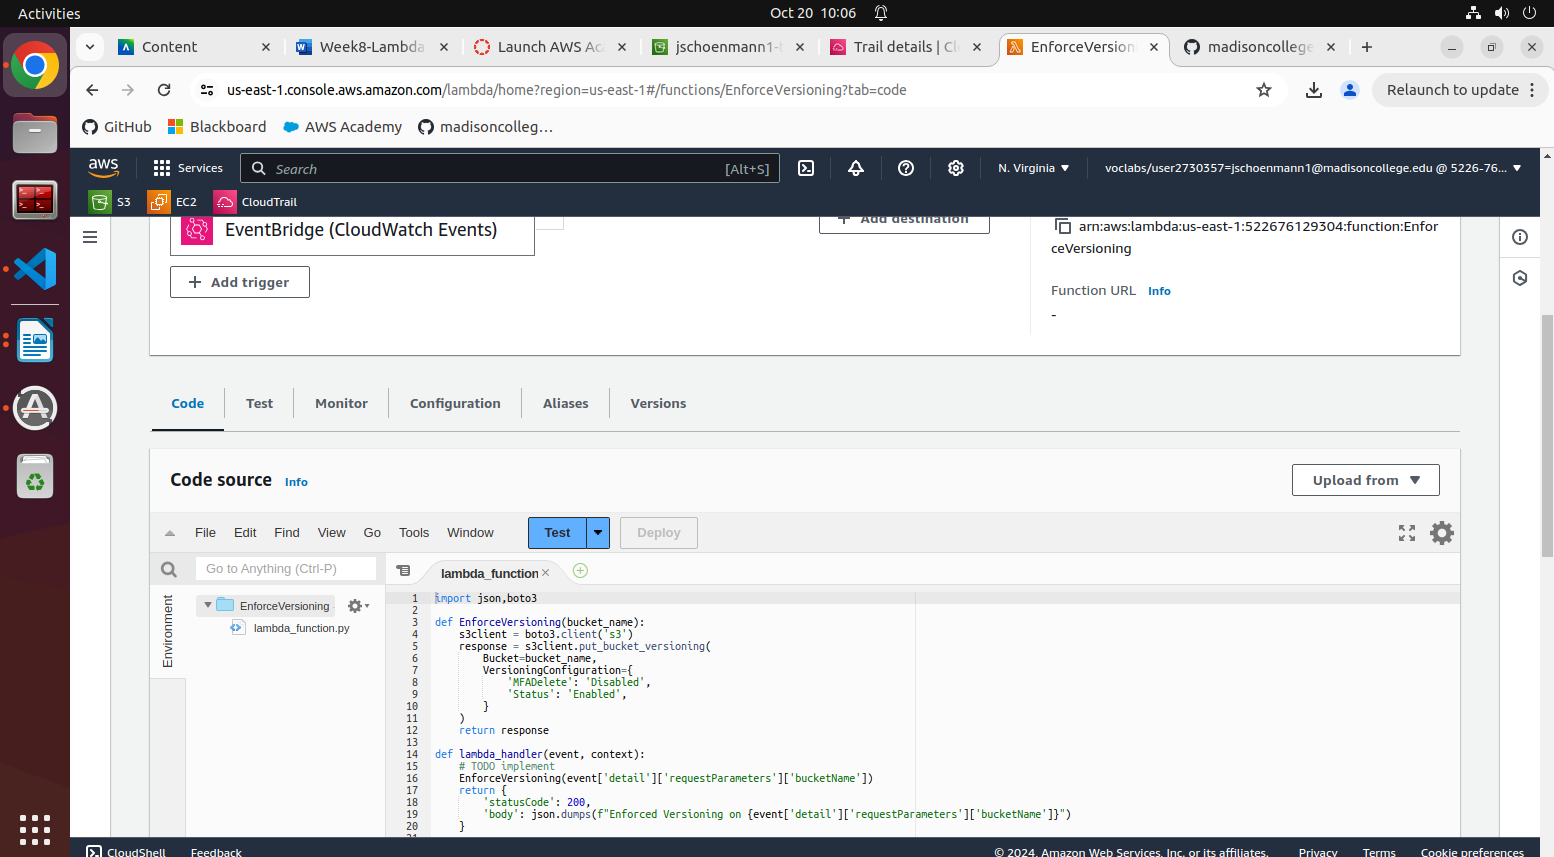 Activities
Oct 20 10:06
Content
Week8-Lambda
Launch AWS Ac
jschoenmann1-
Trail details | Cl
EnforceVersion
madisoncollege
us-east-1.console.aws.amazon.com/lambda/home?region=us-east-1#/functions/EnforceVersioning?tab=code
Relaunch to update
GitHub
Blackboard
AWS Academy
madisoncolleg...
aws
Services
Search
[Alt+S]
N. Virginia
voclabs/user2730357=jschoenmann1@madisoncollege.edu @ 5226-76...
S3
EC2
CloudTrail
EventBridge (CloudWatch Events)
Add destination
arn:aws:lambda:us-east-1:522676129304:function:Enfor
ceVersioning
Add trigger
Function URL Info
-
Code
Test
Monitor
Configuration
Aliases
Versions
Code source Info
Upload from
File Edit Find View Go Tools Window
Test
Deploy
Go to Anything (Ctrl-P)
lambda_function
Environment
EnforceVersioning
lambda_function.py
1 import json,boto3
2
3 def EnforceVersioning(bucket_name):
4 s3client = boto3.client('s3')
5 response = s3client.put_bucket_versioning(
6 Bucket=bucket_name,
7 VersioningConfiguration={
8 'MFADelete': 'Disabled',
9 'Status': 'Enabled',
10 }
11 )
12 return response
13
14 def lambda_handler(event, context):
15 # TODO implement
16 EnforceVersioning(event['detail']['requestParameters']['bucketName'])
17 return {
18 'statusCode': 200,
19 'body': json.dumps(f"Enforced Versioning on {event['detail']['requestParameters']['bucketName']}")
20 }
CloudShell
Feedback
© 2024, Amazon Web Services, Inc. or its affiliates.
Privacy
Terms
Cookie preferences